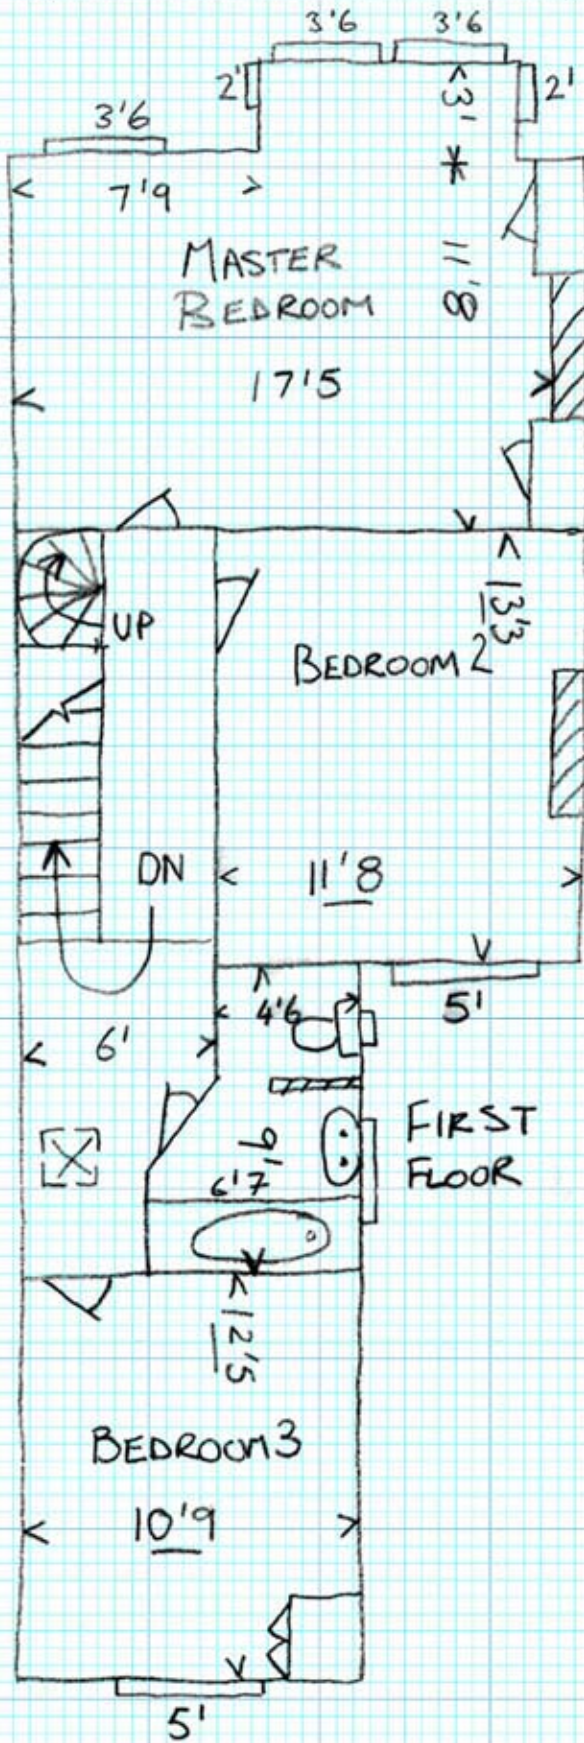 3'6 3'6
2' 2'
3'6
3'
7'9
11'8
MASTER
BEDROOM
17'5
UP
13'3
BEDROOM 2
DN
11'8
4'6
5'
6'
9'
6'7
FIRST
FLOOR
12'5
BEDROOM 3
10'9
5'